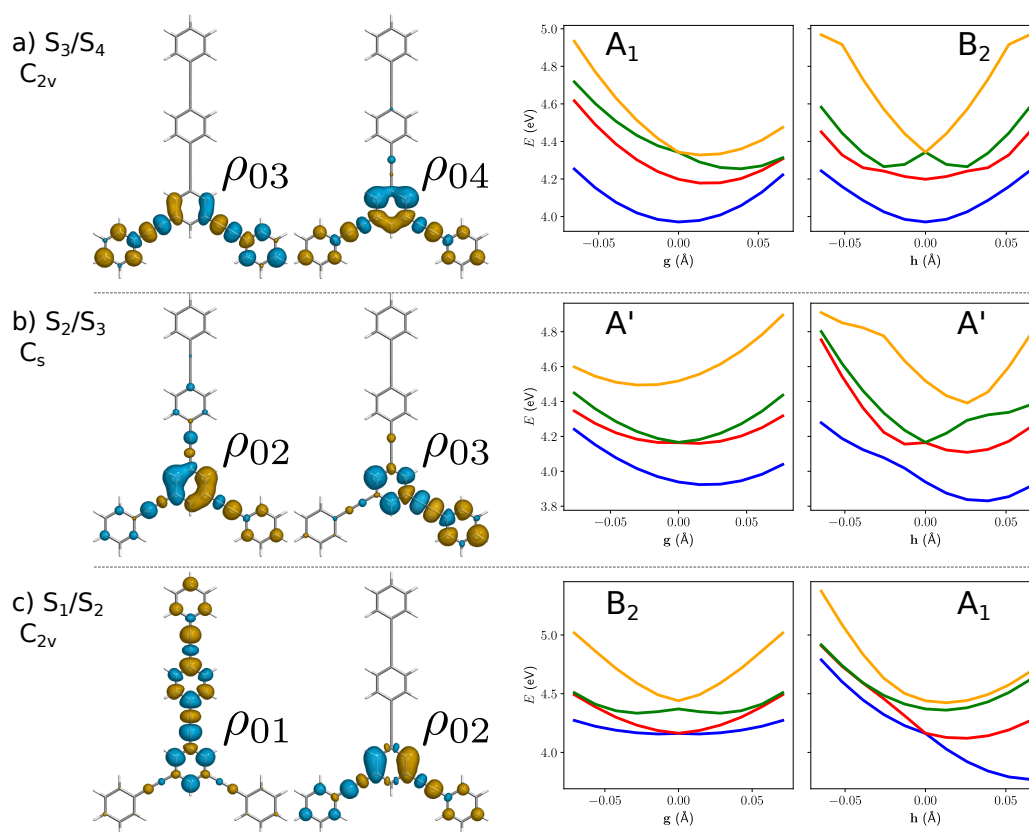 a) S₃/S₄
C₂ᵥ
ρ₀₃
ρ₀₄
A₁
5.0
4.8
4.6
4.4
4.2
4.0
E (eV)
−0.05
0.00
0.05
g (Å)
B₂
−0.05
0.00
0.05
h (Å)
b) S₂/S₃
Cₛ
ρ₀₂
ρ₀₃
A'
4.8
4.6
4.4
4.2
4.0
3.8
E (eV)
−0.05
0.00
0.05
g (Å)
A'
−0.05
0.00
0.05
h (Å)
c) S₁/S₂
C₂ᵥ
ρ₀₁
ρ₀₂
B₂
5.0
4.5
4.0
E (eV)
−0.05
0.00
0.05
g (Å)
A₁
−0.05
0.00
0.05
h (Å)